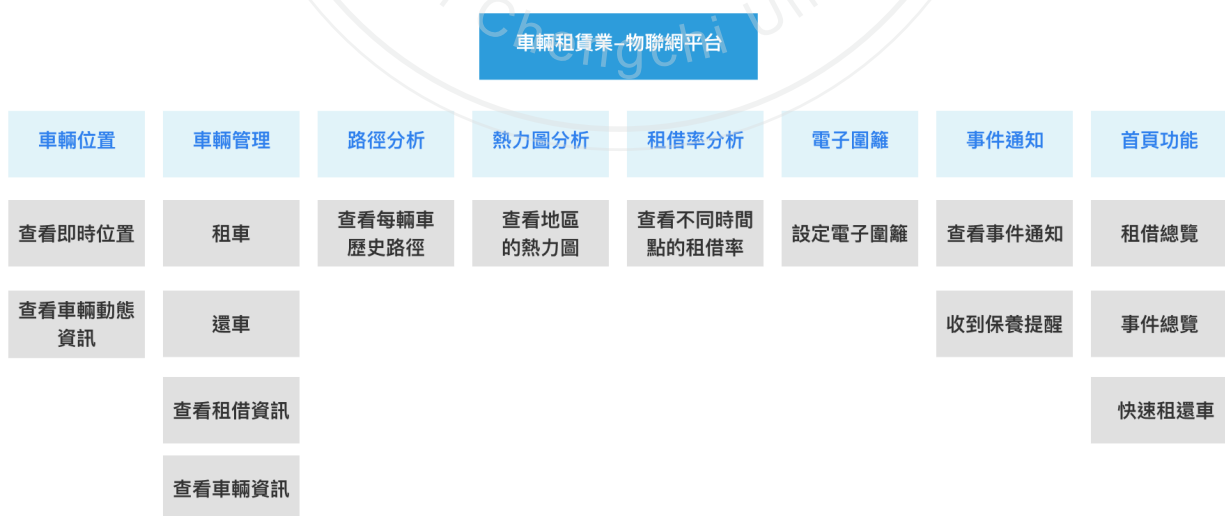 車輛租賃業-物聯網平台
Chengchi Uni
車輛位置
車輛管理
路徑分析
熱力圖分析
租借率分析
電子圍籬
事件通知
首頁功能
查看即時位置
租車
查看每輛車
歷史路徑
查看地區
的熱力圖
查看不同時間
點的租借率
設定電子圍籬
查看事件通知
租借總覽
查看車輛動態
資訊
還車
收到保養提醒
事件總覽
查看租借資訊
快速租還車
查看車輛資訊